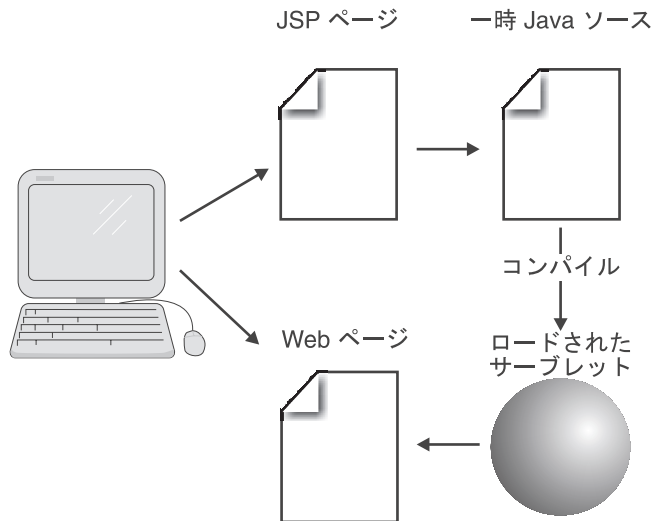 JSP ページ
一時 Java ソース
コンパイル
Web ページ
ロードされた
サーブレット